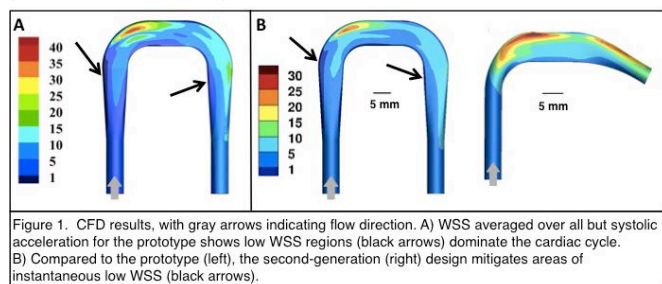 A
B
40
35
30
25
20
15
10
5
1
30
25
20
15
10
5
1
5 mm
5 mm
Figure 1. CFD results, with gray arrows indicating flow direction. A) WSS averaged over all but systolic
acceleration for the prototype shows low WSS regions (black arrows) dominate the cardiac cycle.
B) Compared to the prototype (left), the second-generation (right) design mitigates areas of
instantaneous low WSS (black arrows).